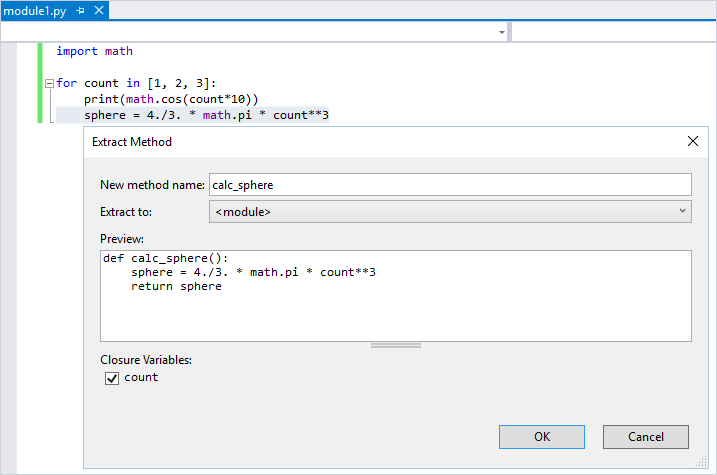 module1.py
import math
for count in [1, 2, 3]:
print(math.cos(count*10))
sphere = 4./3. * math.pi * count**3
Extract Method
New method name: calc_sphere
Extract to: <module>
Preview:
def calc_sphere():
sphere = 4./3. * math.pi * count**3
return sphere
Closure Variables:
count
OK Cancel